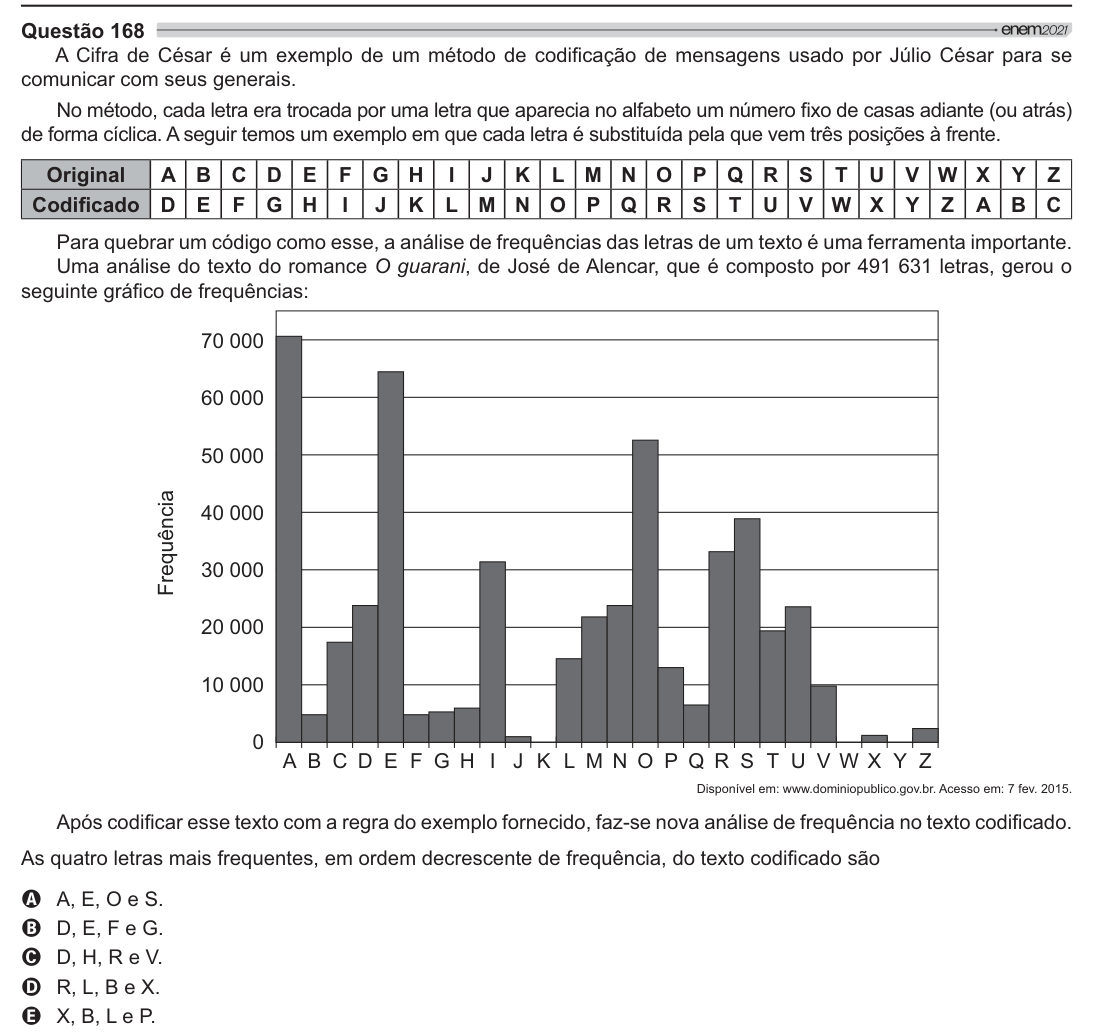 Questão 168
enem2021
A Cifra de César é um exemplo de um método de codificação de mensagens usado por Júlio César para se
comunicar com seus generais.
No método, cada letra era trocada por uma letra que aparecia no alfabeto um número fixo de casas adiante (ou atrás)
de forma cíclica. A seguir temos um exemplo em que cada letra é substituída pela que vem três posições à frente.
Original A B C D E F G H I J K L M N O P Q R S T U V W X Y Z
Codificado D E F G H I J K L M N O P Q R S T U V W X Y Z A B C
Para quebrar um código como esse, a análise de frequências das letras de um texto é uma ferramenta importante.
Uma análise do texto do romance O guarani, de José de Alencar, que é composto por 491 631 letras, gerou o
seguinte gráfico de frequências:
Frequência
70 000
60 000
50 000
40 000
30 000
20 000
10 000
0
A B C D E F G H I J K L M N O P Q R S T U V W X Y Z
Disponível em: www.dominiopublico.gov.br. Acesso em: 7 fev. 2015.
Após codificar esse texto com a regra do exemplo fornecido, faz-se nova análise de frequência no texto codificado.
As quatro letras mais frequentes, em ordem decrescente de frequência, do texto codificado são
A A, E, O e S.
B D, E, F e G.
C D, H, R e V.
D R, L, B e X.
E X, B, L e P.